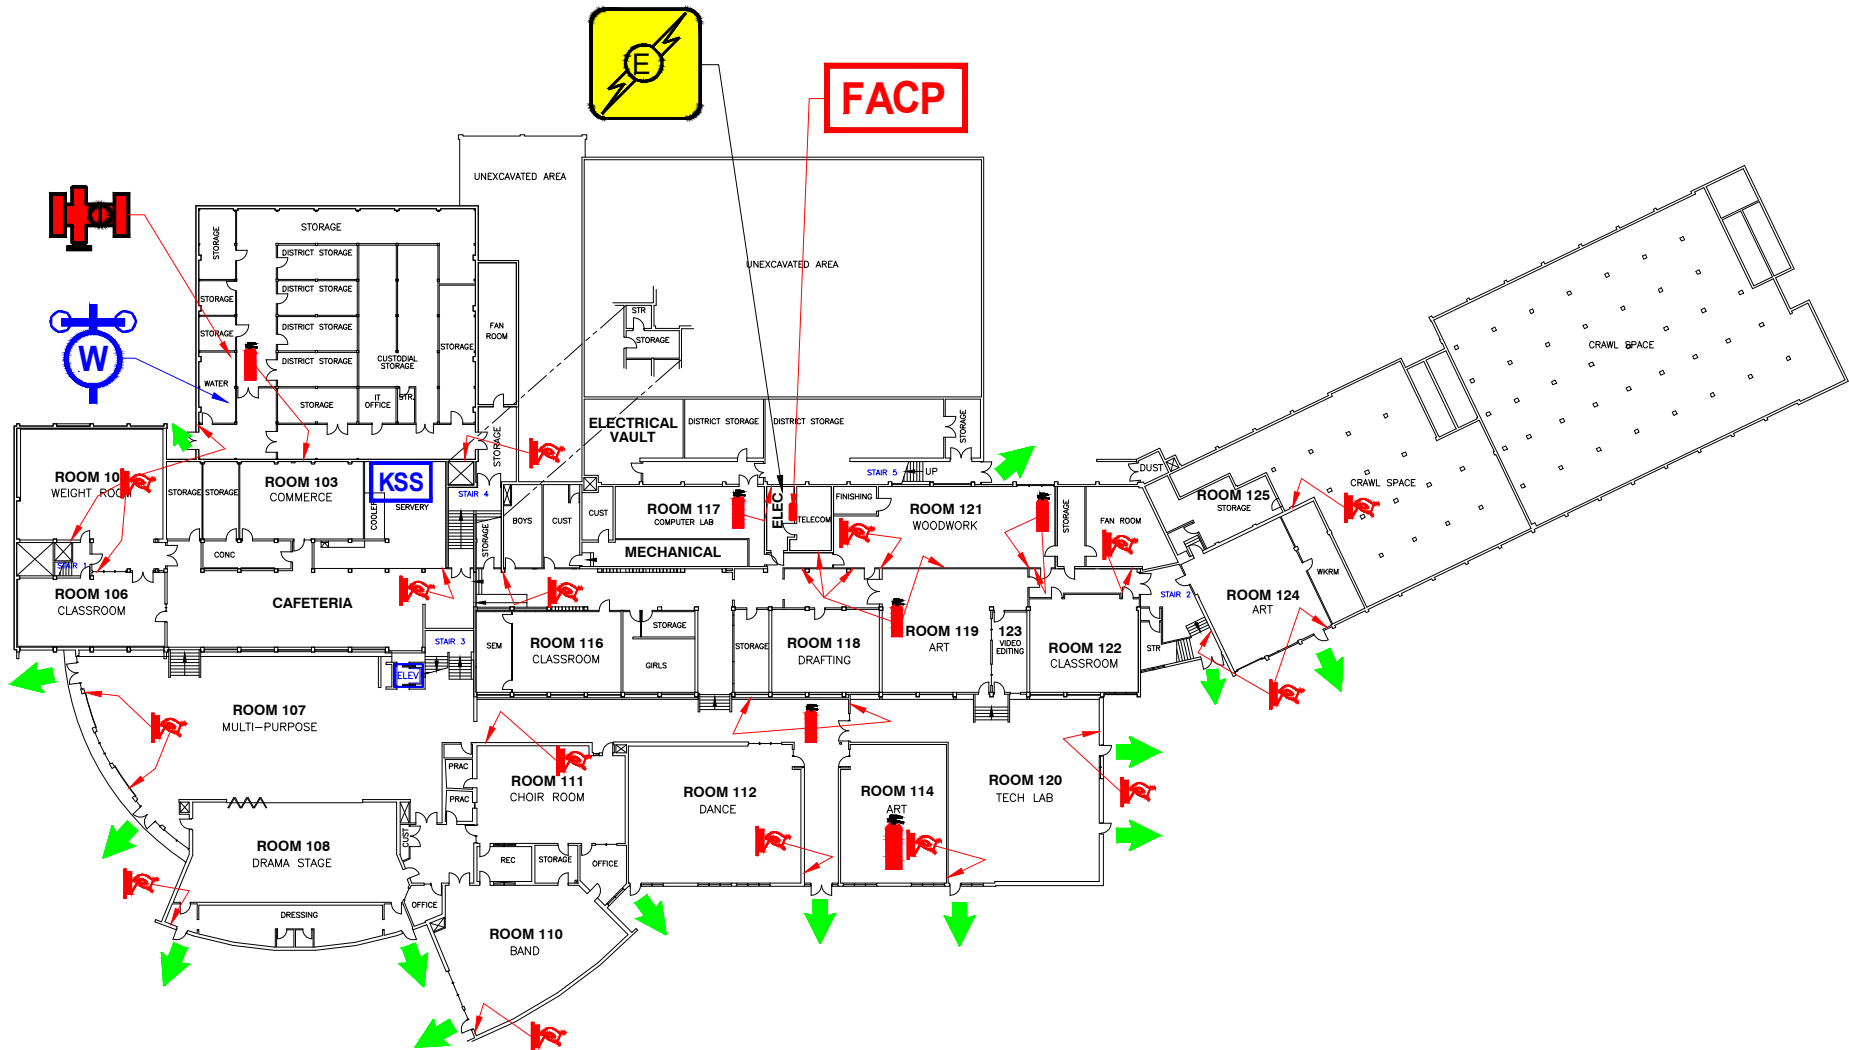 E
FACP
UNEXCAVATED AREA
STORAGE
STORAGE
DISTRICT STORAGE
UNEXCAVATED AREA
STORAGE
DISTRICT STORAGE
STORAGE
DISTRICT STORAGE
DISTRICT STORAGE
FAN
ROOM
STR
STORAGE
STORAGE
CUSTODIAL
STORAGE
W
WATER
STORAGE
IT
OFFICE
STR.
CRAWL SPACE
ELECTRICAL
VAULT
DISTRICT STORAGE
DISTRICT STORAGE
STORAGE
STORAGE
STAIR 5
UP
DUST
ROOM 10
WEIGHT ROOM
STORAGE
STORAGE
ROOM 103
COMMERCE
KSS
COOLER
SERVERY
STAIR 4
STORAGE
BOYS
CUST
CUST
ROOM 117
COMPUTER LAB
MECHANICAL
ELEC
TELECOM
FINISHING
ROOM 121
WOODWORK
STORAGE
FAN ROOM
ROOM 125
STORAGE
CRAWL SPACE
CONC
STAIR 1
ROOM 106
CLASSROOM
CAFETERIA
STAIR 3
ELEV
SEM
ROOM 116
CLASSROOM
STORAGE
GIRLS
STORAGE
ROOM 118
DRAFTING
ROOM 119
ART
123
VIDEO
EDITING
ROOM 122
CLASSROOM
STAIR 2
STR
ROOM 124
ART
WKRM
ROOM 107
MULTI-PURPOSE
PRAC
PRAC
ROOM 111
CHOIR ROOM
ROOM 112
DANCE
ROOM 114
ART
ROOM 120
TECH LAB
ROOM 108
DRAMA STAGE
CUST
REC
STORAGE
OFFICE
OFFICE
DRESSING
ROOM 110
BAND